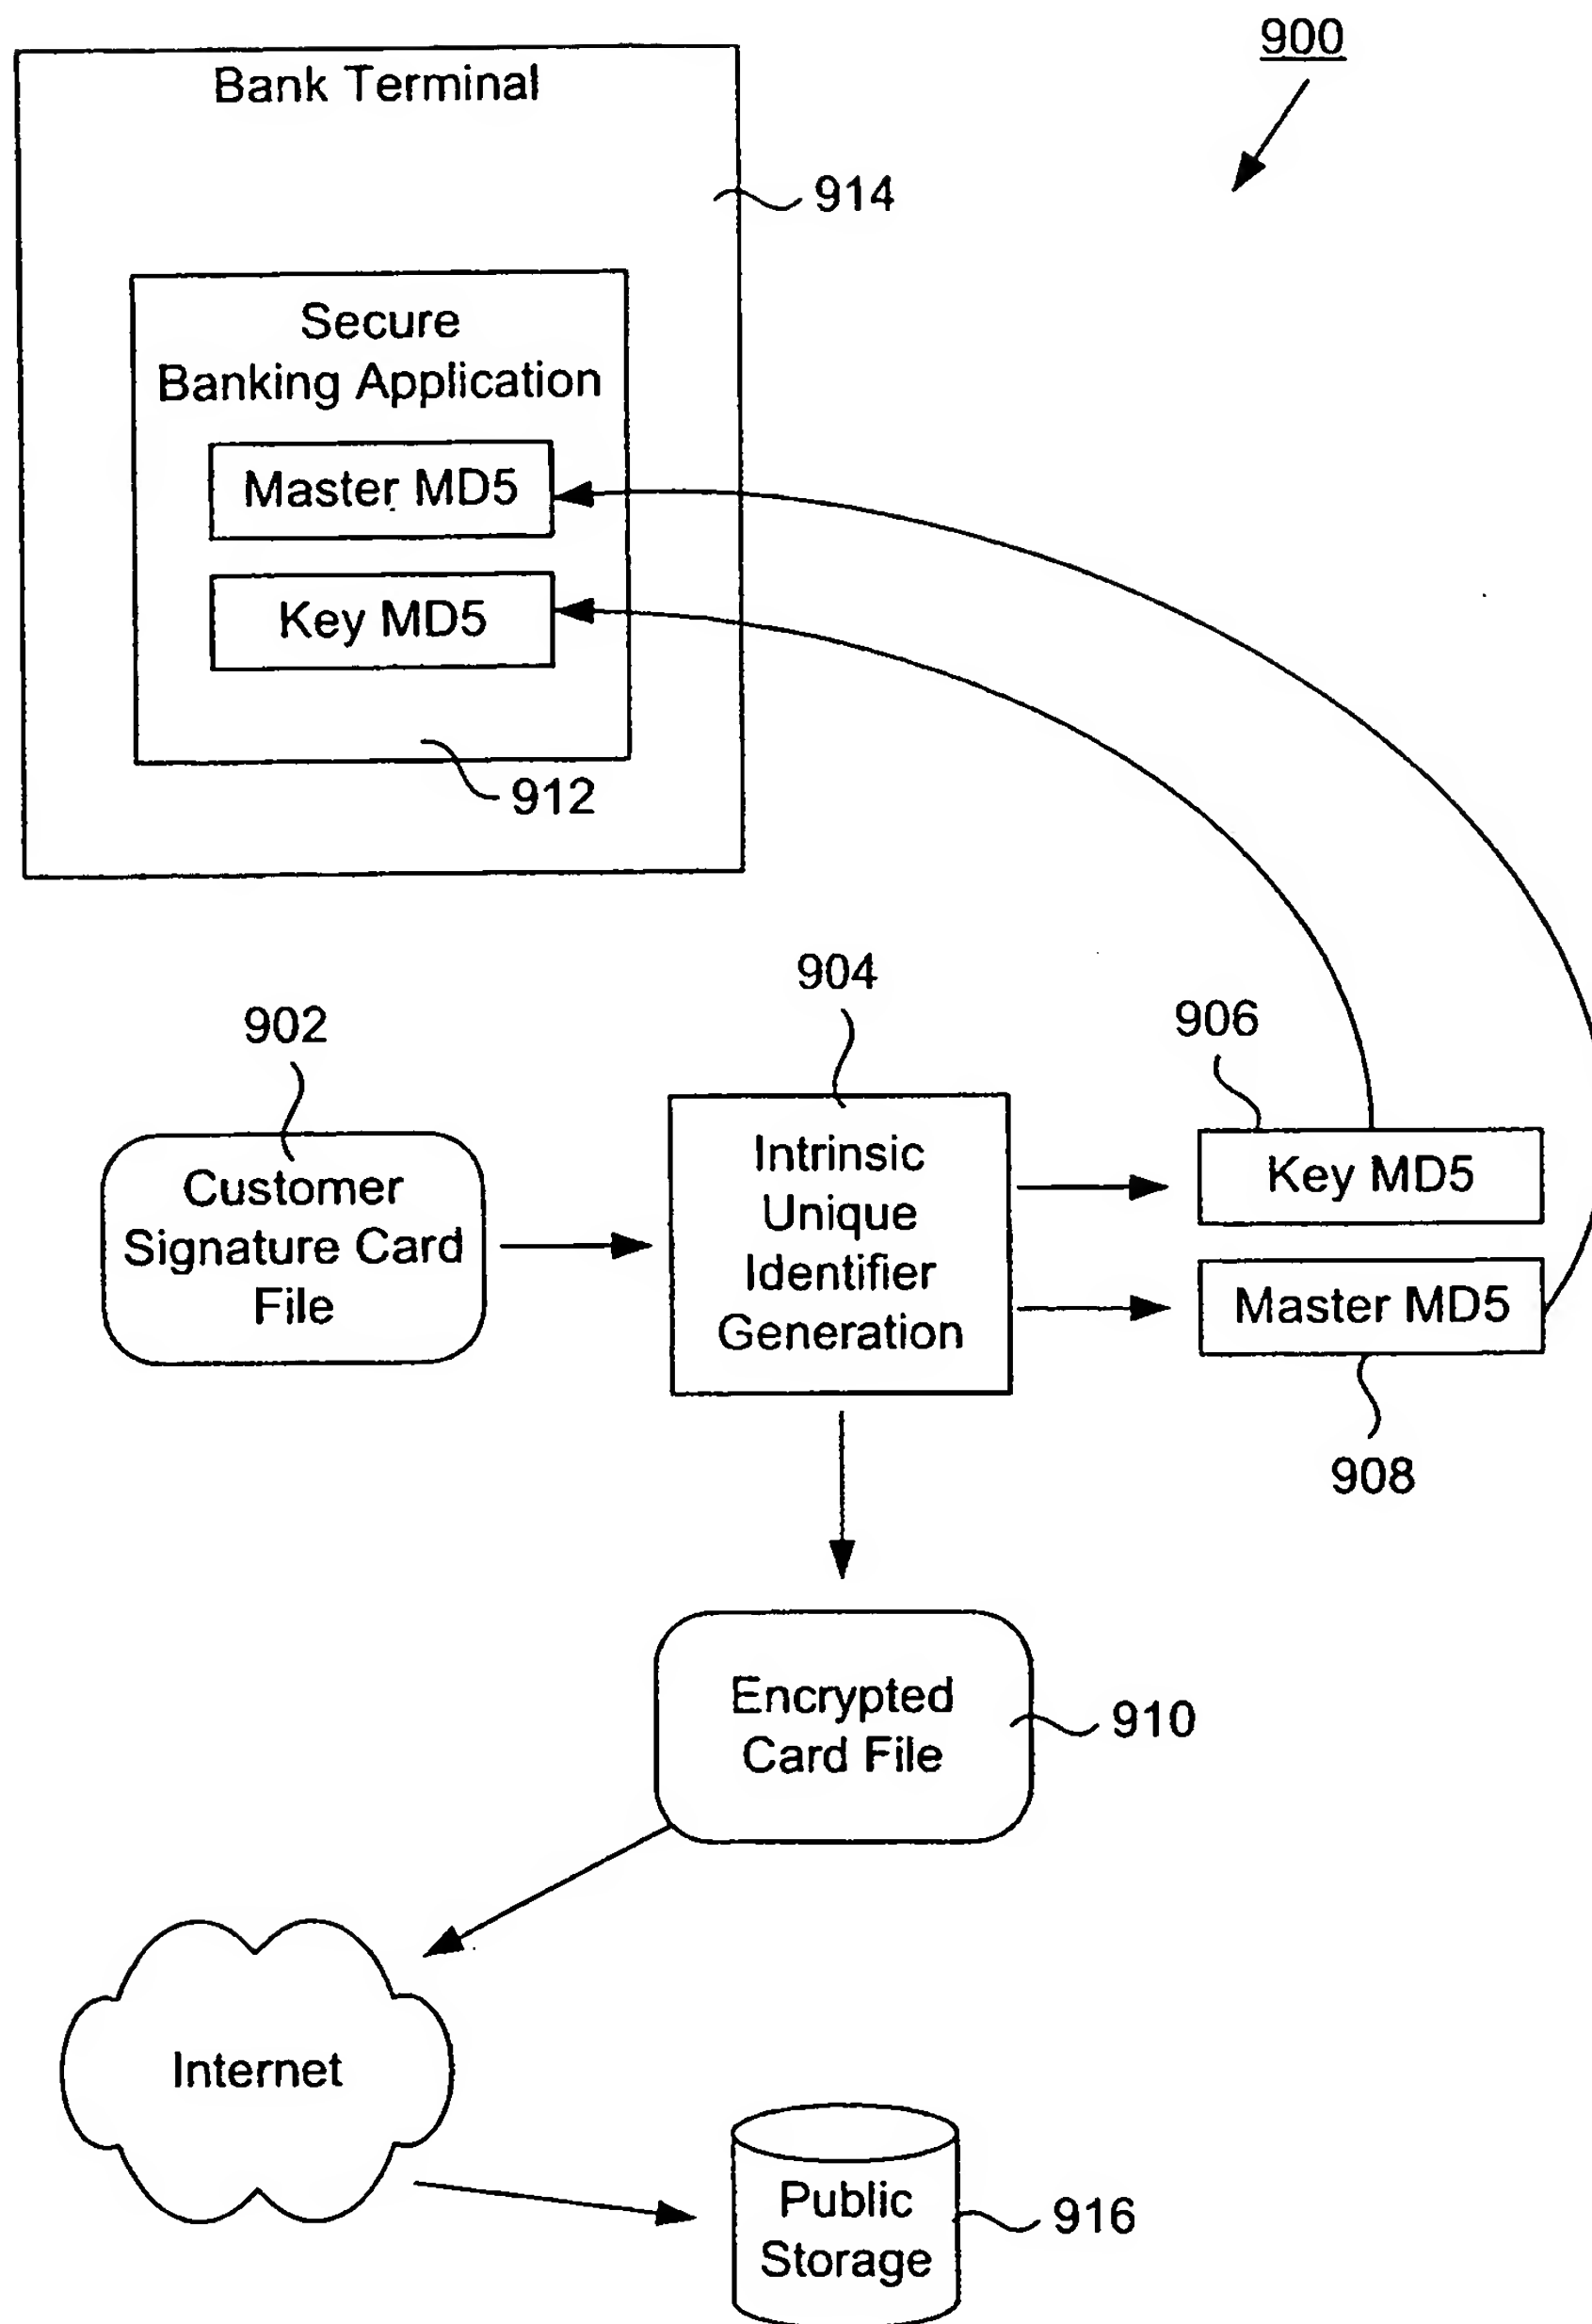 900
Bank Terminal
914
Secure
Banking Application
Master MD5
Key MD5
912
904
902
906
Customer
Signature Card
File
Intrinsic
Unique
Identifier
Generation
Key MD5
Master MD5
908
Encrypted
Card File
910
Internet
Public
Storage
916